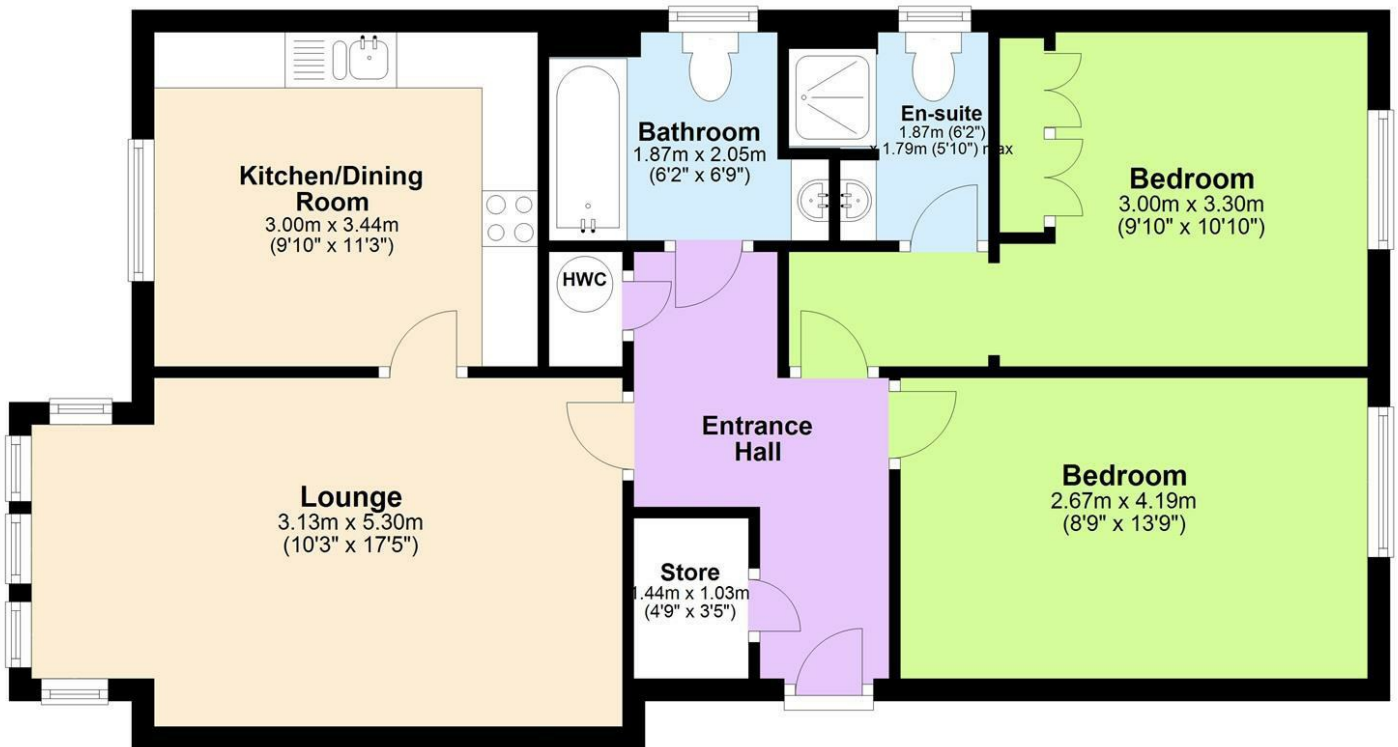 Kitchen/Dining
Room
3.00m x 3.44m
(9'10" x 11'3")
Bathroom
1.87m x 2.05m
(6'2" x 6'9")
En-suite
1.87m (6'2")
x 1.79m (5'10") max
Bedroom
3.00m x 3.30m
(9'10" x 10'10")
HWC
Entrance
Hall
Lounge
3.13m x 5.30m
(10'3" x 17'5")
Bedroom
2.67m x 4.19m
(8'9" x 13'9")
Store
1.44m x 1.03m
(4'9" x 3'5")